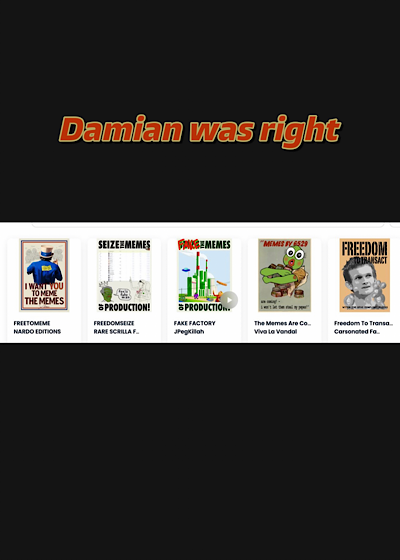 Damian was right
I WANT YOU
TO MEME
THE MEMES
FREETOMEME
NARDO EDITIONS
SEIZE THE MEMES
OF PRODUCTION!
FREEDOMSEIZE
RARE SCRILLA F..
FAKE THE MEMES
OF PRODUCTION!
FAKE FACTORY
JPegKillah
MEMES BY 6529
The Memes Are Co..
Viva La Vandal
FREEDOM
TO TRANSACT
Freedom To Transa..
Carsonated Fa..